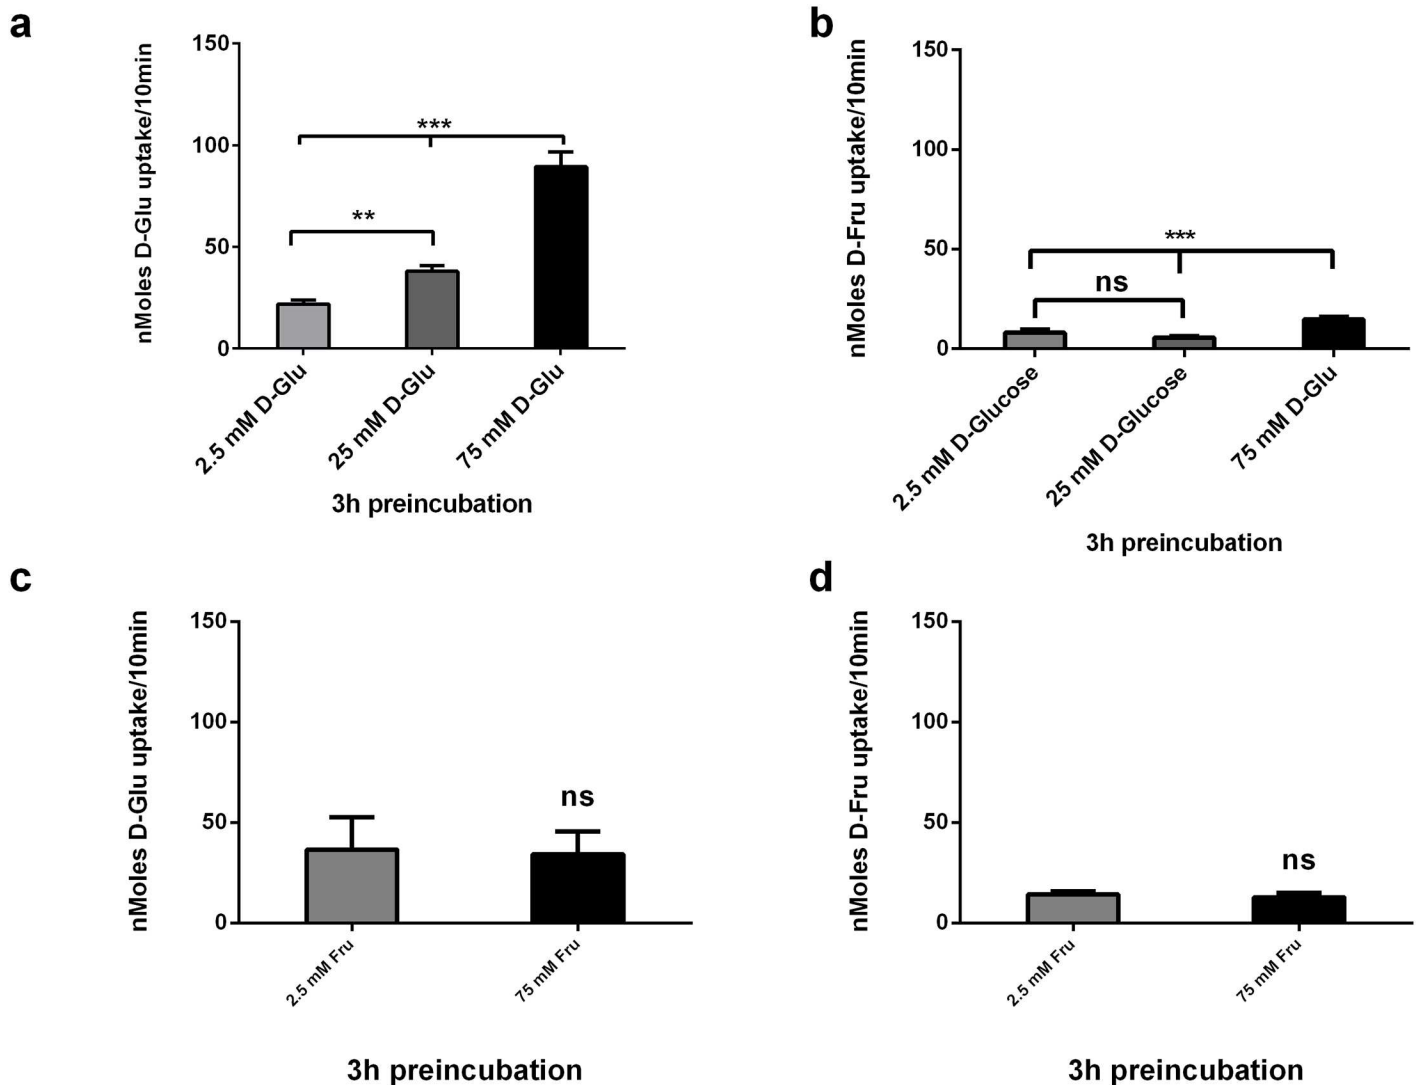 a
nMoles D-Glu uptake/10min
150
100
50
0
***
**
2.5 mM D-Glu
25 mM D-Glu
75 mM D-Glu
3h preincubation
b
nMoles D-Fru uptake/10min
150
100
50
0
***
ns
2.5 mM D-Glucose
25 mM D-Glucose
75 mM D-Glu
3h preincubation
c
nMoles D-Glu uptake/10min
150
100
50
0
ns
2.5 mM Fru
75 mM Fru
3h preincubation
d
nMoles D-Fru uptake/10min
150
100
50
0
ns
2.5 mM Fru
75 mM Fru
3h preincubation